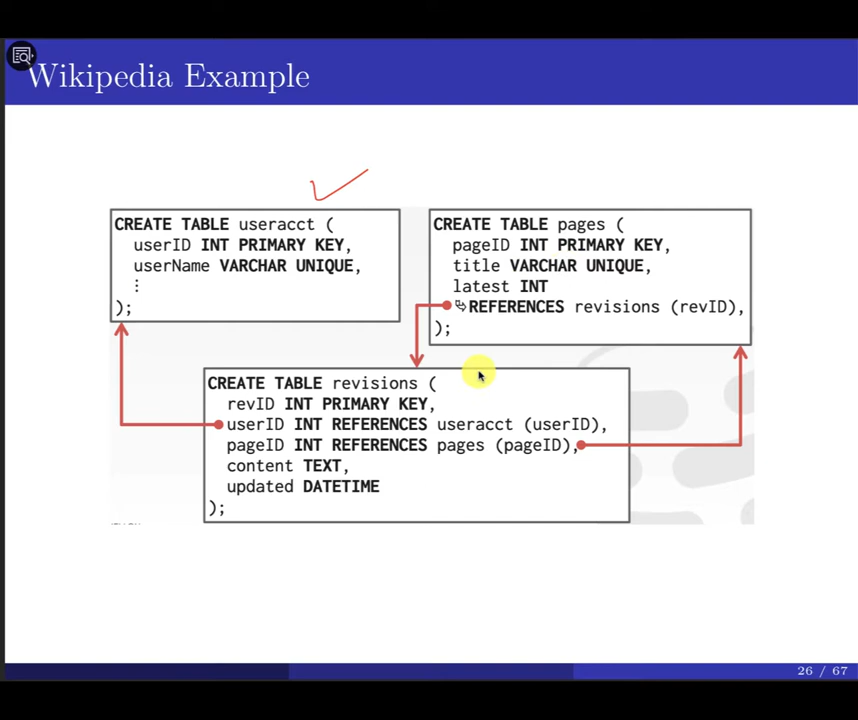 Wikipedia Example
CREATE TABLE useracct (
userID INT PRIMARY KEY,
userName VARCHAR UNIQUE,
⋮
);
CREATE TABLE pages (
pageID INT PRIMARY KEY,
title VARCHAR UNIQUE,
latest INT
↳REFERENCES revisions (revID),
);
CREATE TABLE revisions (
revID INT PRIMARY KEY,
userID INT REFERENCES useracct (userID),
pageID INT REFERENCES pages (pageID),
content TEXT,
updated DATETIME
);
26 / 67